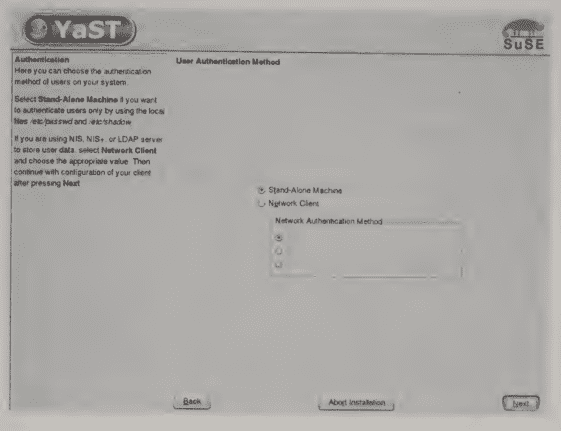 YaST
SuSE
Authentication
Here you can choose the authentication
method of users on your system.
Select Stand-Alone Machine if you want
to authenticate users only by using the local
files /etc/passwd and /etc/shadow.
If you are using NIS, NIS+, or LDAP server
to store user data, select Network Client
and choose the appropriate value. Then
continue with configuration of your client
after pressing Next
User Authentication Method
Stand-Alone Machine
Network Client
Network Authentication Method
Back
Abort Installation
Next